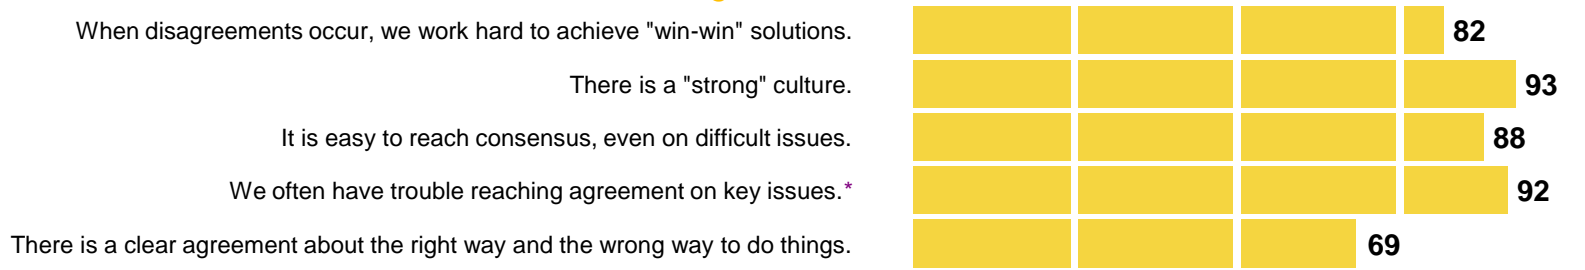 When disagreements occur, we work hard to achieve "win-win" solutions. 82
There is a "strong" culture. 93
It is easy to reach consensus, even on difficult issues. 88
We often have trouble reaching agreement on key issues.* 92
There is a clear agreement about the right way and the wrong way to do things. 69